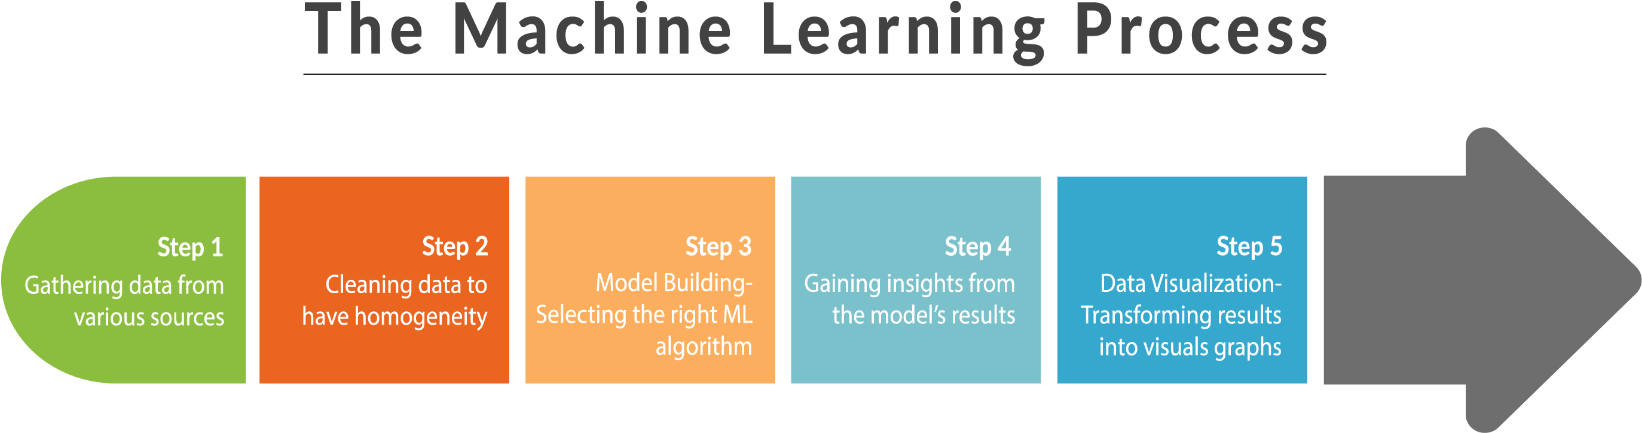 The Machine Learning Process
Step 1
Gathering data from
various sources
Step 2
Cleaning data to
have homogeneity
Step 3
Model Building-
Selecting the right ML
algorithm
Step 4
Gaining insights from
the model’s results
Step 5
Data Visualization-
Transforming results
into visuals graphs